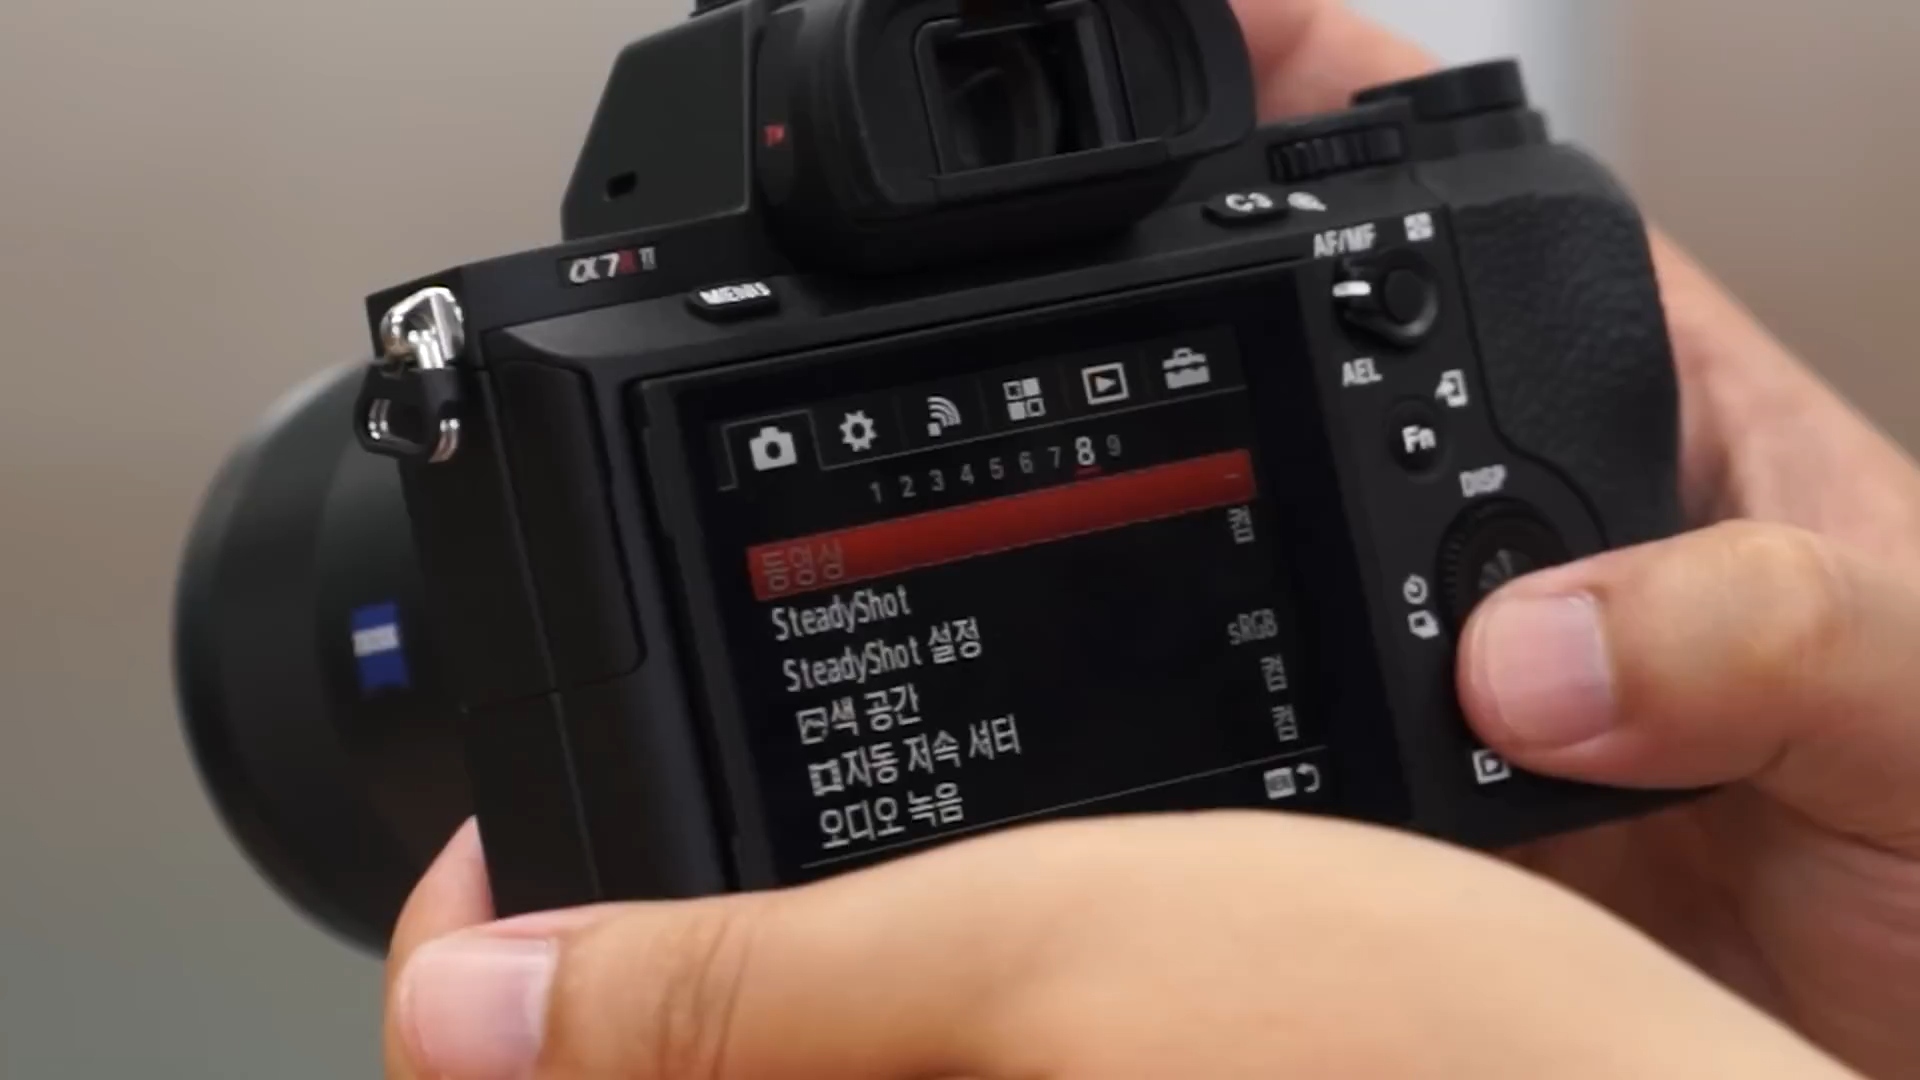 C3
AF/MF
α7RII
MENU
AEL
Fn
1 2 3 4 5 6 7 8 9
DISP
동영상 -
SteadyShot 켬
SteadyShot 설정
색 공간 sRGB
자동 저속 셔터 켬
오디오 녹음 켬